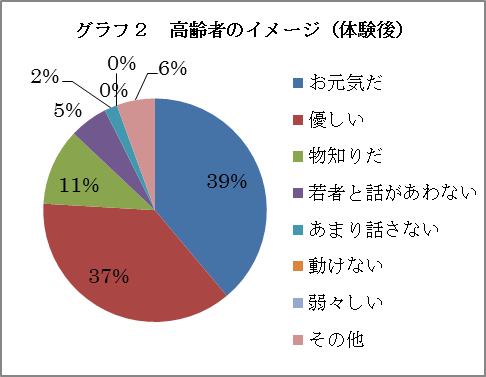 グラフ２　高齢者のイメージ（体験後）
0%
6%
2%
0%
5%
11%
39%
37%
お元気だ
優しい
物知りだ
若者と話があわない
あまり話さない
動けない
弱々しい
その他